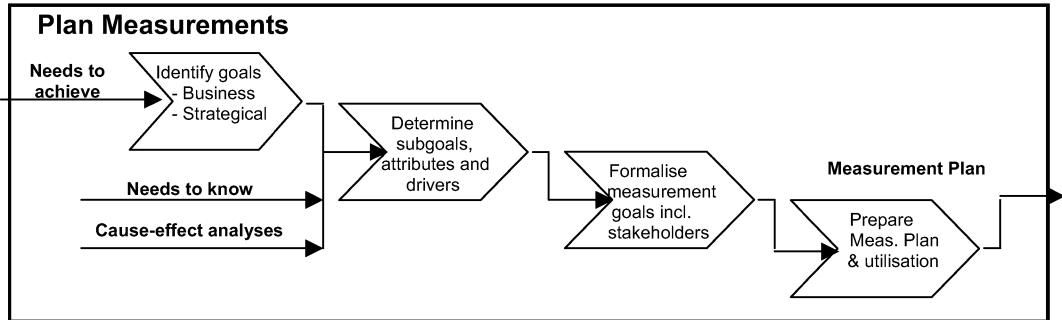 Plan Measurements
Needs to
achieve
Identify goals
- Business
- Strategical
Determine
subgoals,
attributes and
drivers
Needs to know
Cause-effect analyses
Formalise
measurement
goals incl.
stakeholders
Measurement Plan
Prepare
Meas. Plan
& utilisation